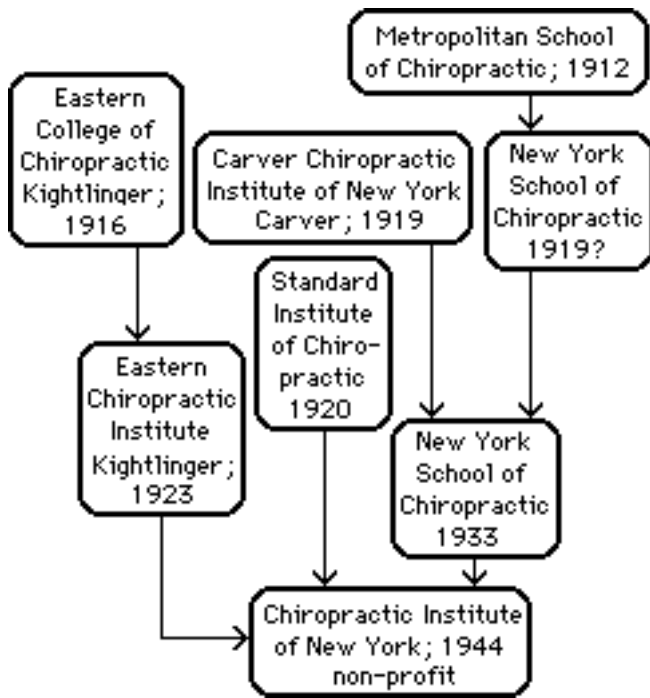 Metropolitan School
of Chiropractic; 1912
Eastern
College of
Chiropractic
Kightlinger;
1916
Carver Chiropractic
Institute of New York
Carver; 1919
New York
School of
Chiropractic
1919?
Standard
Institute
of Chiro-
practic
1920
Eastern
Chiropractic
Institute
Kightlinger;
1923
New York
School of
Chiropractic
1933
Chiropractic Institute
of New York; 1944
non-profit